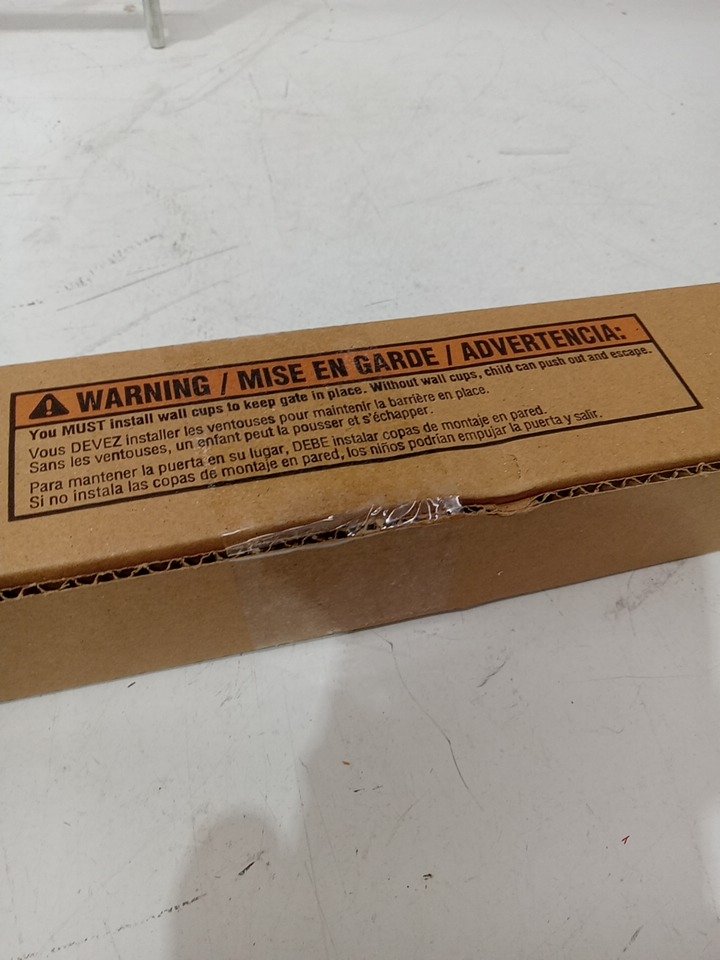 WARNING / MISE EN GARDE / ADVERTENCIA:
You MUST install wall cups to keep gate in place. Without wall cups, child can push out and escape.
Vous DEVEZ installer les ventouses pour maintenir la barrière en place.
Sans les ventouses, un enfant peut la pousser et s'échapper.
Para mantener la puerta en su lugar, DEBE instalar copas de montaje en pared.
Si no instala las copas de montaje en pared, los niños podrían empujar la puerta y salir.